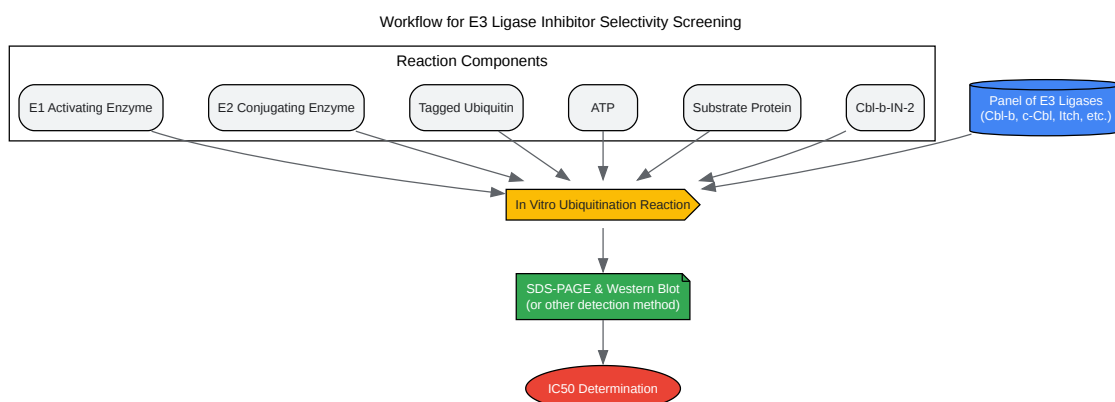 Workflow for E3 Ligase Inhibitor Selectivity Screening
Reaction Components
E1 Activating Enzyme
E2 Conjugating Enzyme
Tagged Ubiquitin
ATP
Substrate Protein
Cbl-b-IN-2
Panel of E3 Ligases
(Cbl-b, c-Cbl, Itch, etc.)
In Vitro Ubiquitination Reaction
SDS-PAGE & Western Blot
(or other detection method)
IC50 Determination